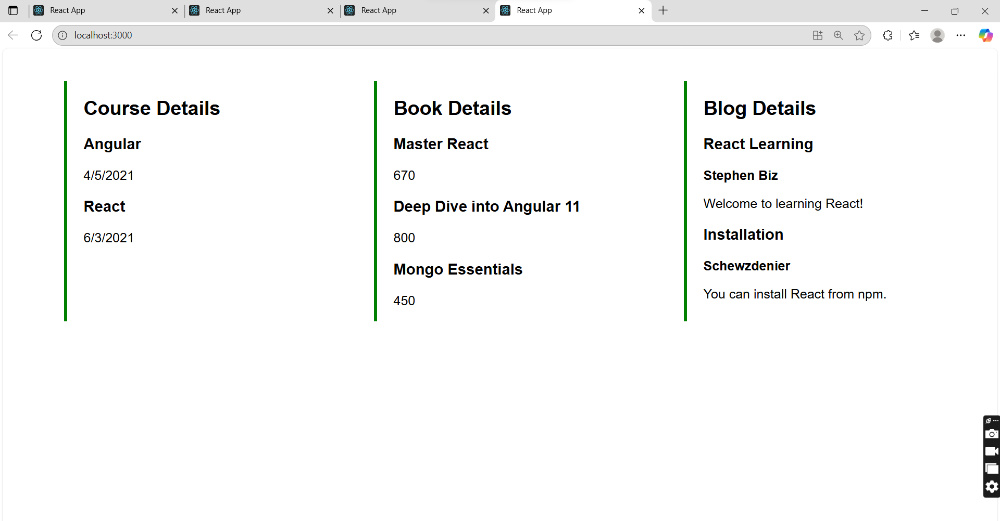 React App
React App
React App
React App
localhost:3000
Course Details
Angular
4/5/2021
React
6/3/2021
Book Details
Master React
670
Deep Dive into Angular 11
800
Mongo Essentials
450
Blog Details
React Learning
Stephen Biz
Welcome to learning React!
Installation
Schewzdenier
You can install React from npm.